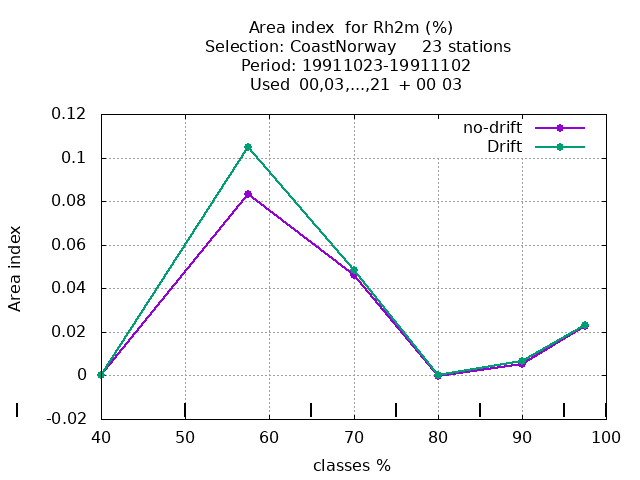 Area index for Rh2m (%)
Selection: CoastNorway 23 stations
Period: 19911023-19911102
Used 00,03,...,21 + 00 03
no-drift
Drift
0.12
0.1
0.08
0.06
0.04
0.02
0
-0.02
Area index
40 50 60 70 80 90 100
classes %